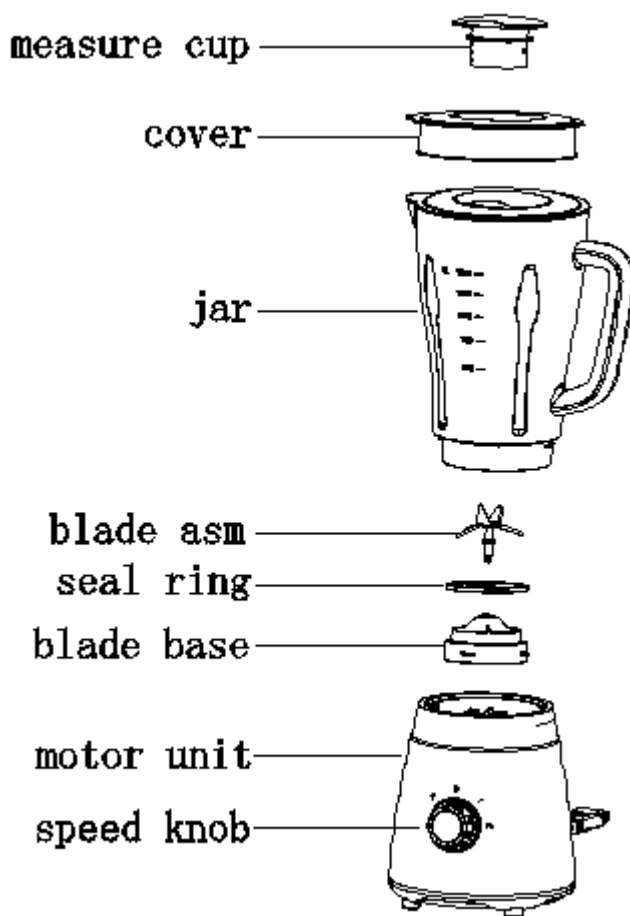 measure cup
cover
jar
blade asm
seal ring
blade base
motor unit
speed knob